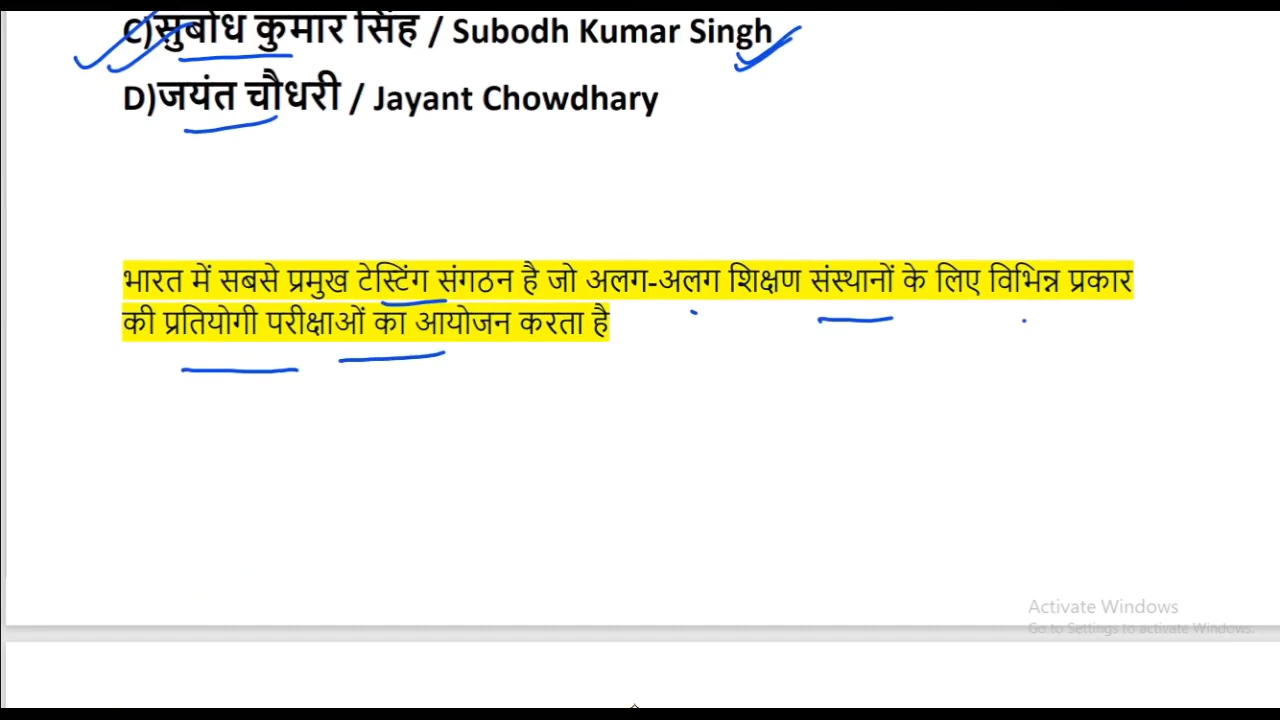 C)सुबोध कुमार सिंह / Subodh Kumar Singh
D)जयंत चौधरी / Jayant Chowdhary
भारत में सबसे प्रमुख टेस्टिंग संगठन है जो अलग-अलग शिक्षण संस्थानों के लिए विभिन्न प्रकार
की प्रतियोगी परीक्षाओं का आयोजन करता है
Activate Windows
Go to Settings to activate Windows.